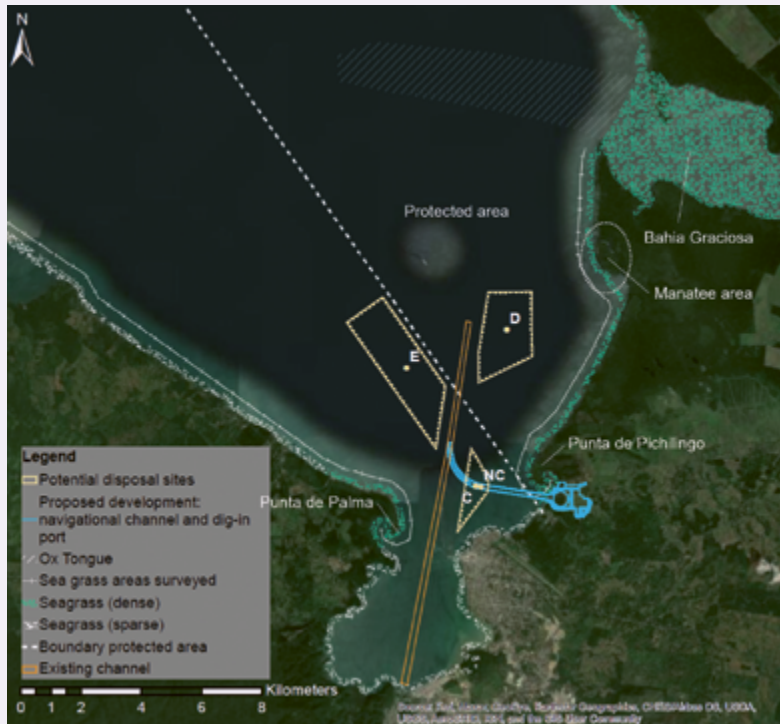 N
Protected area
Bahia Graciosa
Manatee area
D
E
Punta de Pichilingo
NC
C
Punta de Palma
Legend
Potential disposal sites
Proposed development:
navigational channel and dig-in
port
Ox Tongue
Sea grass areas surveyed
Seagrass (dense)
Seagrass (sparse)
Boundary protected area
Existing channel
Kilometers
0 1 2 4 6 8